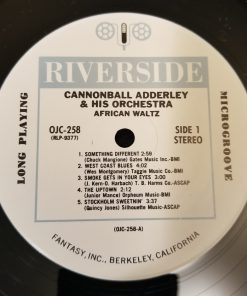 RIVERSIDE
CANNONBALL ADDERLEY
& HIS ORCHESTRA
AFRICAN WALTZ
OJC-258
(RLP-9377)
SIDE 1
STEREO
LONG PLAYING
MICROGROOVE
1. SOMETHING DIFFERENT 2:59
(Chuck Mangione) Gates Music Inc.-BMI
2. WEST COAST BLUES 4:05
(Wes Montgomery) Taggie Music Co.-BMI
3. SMOKE GETS IN YOUR EYES 3:00
(J. Kern-O. Harbach) T. B. Harms Co.-ASCAP
4. THE UPTOWN 2:12
(Junior Mance) Orpheum Music-BMI
5. STOCKHOLM SWEETNIN' 3:37
(Quincy Jones) Silhouette Music-ASCAP
(OJC-258-A)
FANTASY, INC., BERKELEY, CALIFORNIA